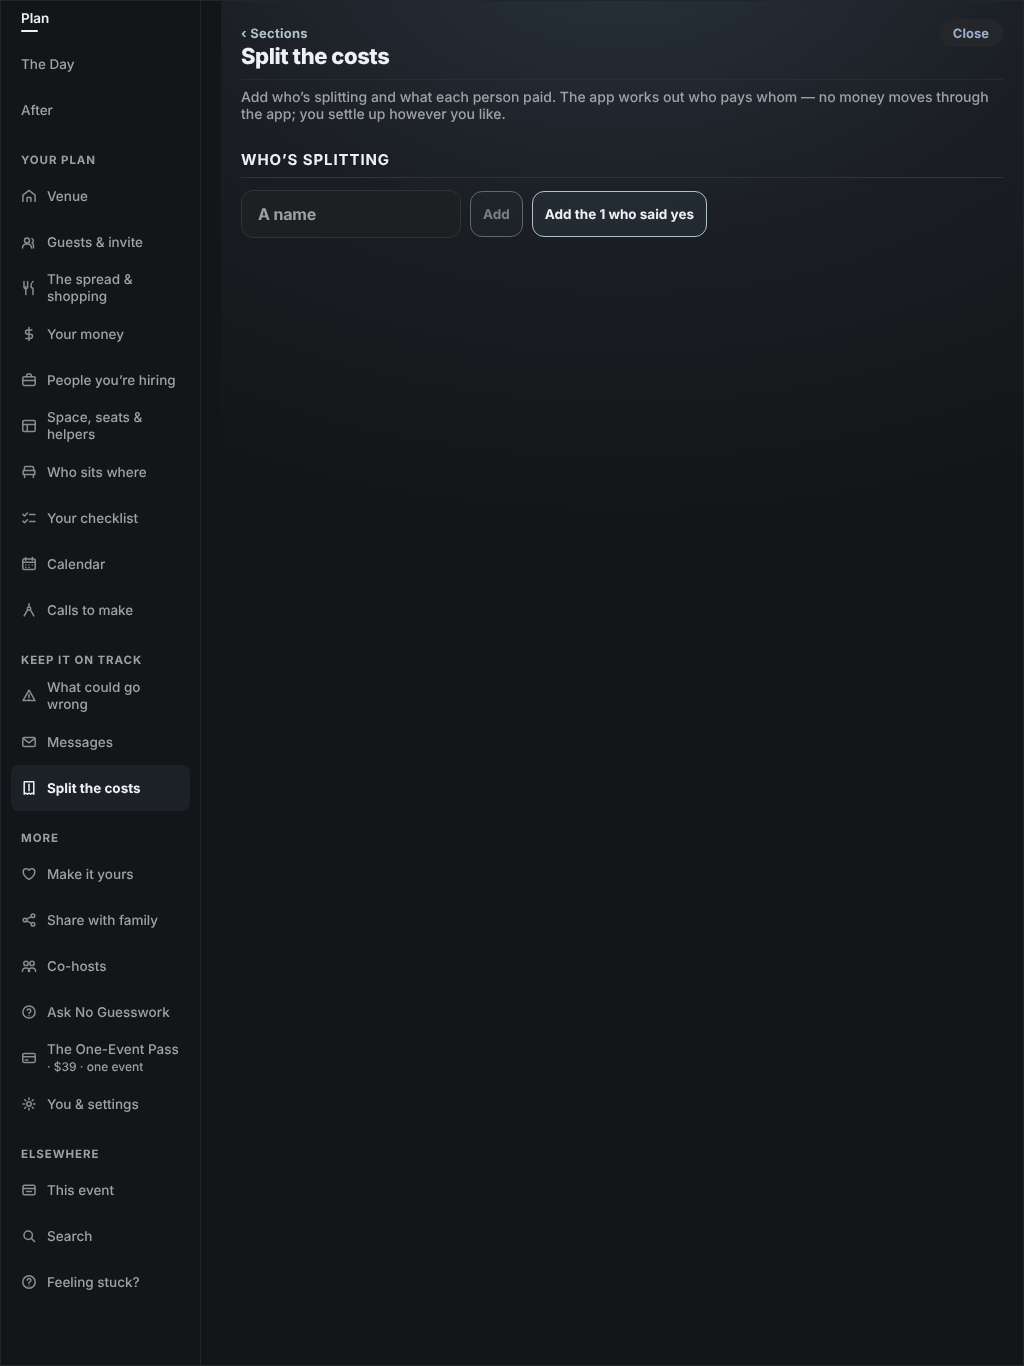 Plan
The Day
After
YOUR PLAN
Venue
Guests & invite
The spread &
shopping
Your money
People you’re hiring
Space, seats &
helpers
Who sits where
Your checklist
Calendar
Calls to make
KEEP IT ON TRACK
What could go
wrong
Messages
Split the costs
MORE
Make it yours
Share with family
Co-hosts
Ask No Guesswork
The One-Event Pass
· $39 · one event
You & settings
ELSEWHERE
This event
Search
Feeling stuck?
‹ Sections
Close
Split the costs
Add who’s splitting and what each person paid. The app works out who pays whom — no money moves through
the app; you settle up however you like.
WHO’S SPLITTING
A name
Add
Add the 1 who said yes